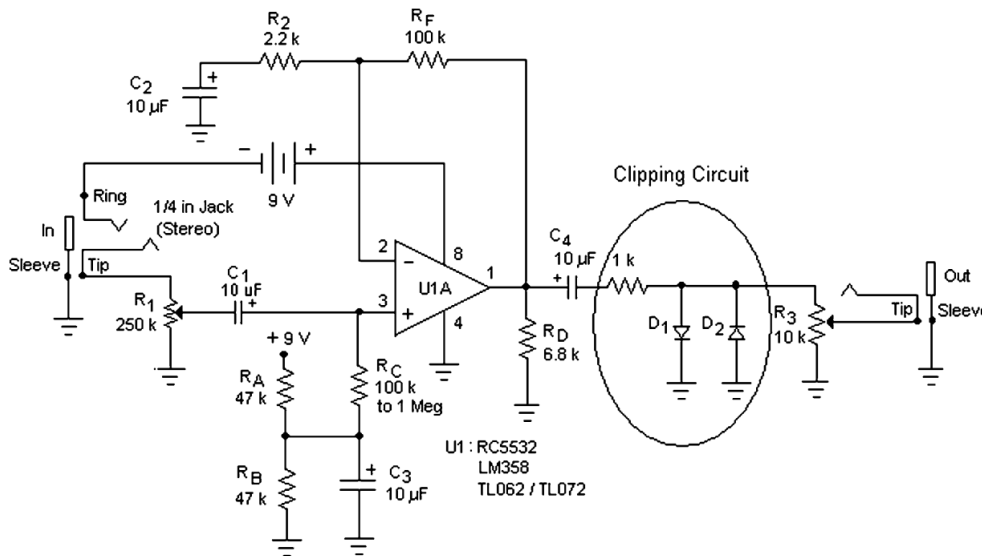 R2
2.2 k
RF
100 k
C2
10 µF
+
−
+
9 V
Clipping Circuit
Ring
1/4 in Jack
(Stereo)
In
Sleeve
Tip
C1
10 uF
+
R1
250 k
2
−
3
+
U1A
8
4
1
C4
10 µF
+
1 k
D1
D2
R3
10 k
Out
Tip
Sleeve
RD
6.8 k
+ 9 V
RA
47 k
RC
100 k
to 1 Meg
RB
47 k
+
C3
10 µF
U1 : RC5532
LM358
TL062 / TL072